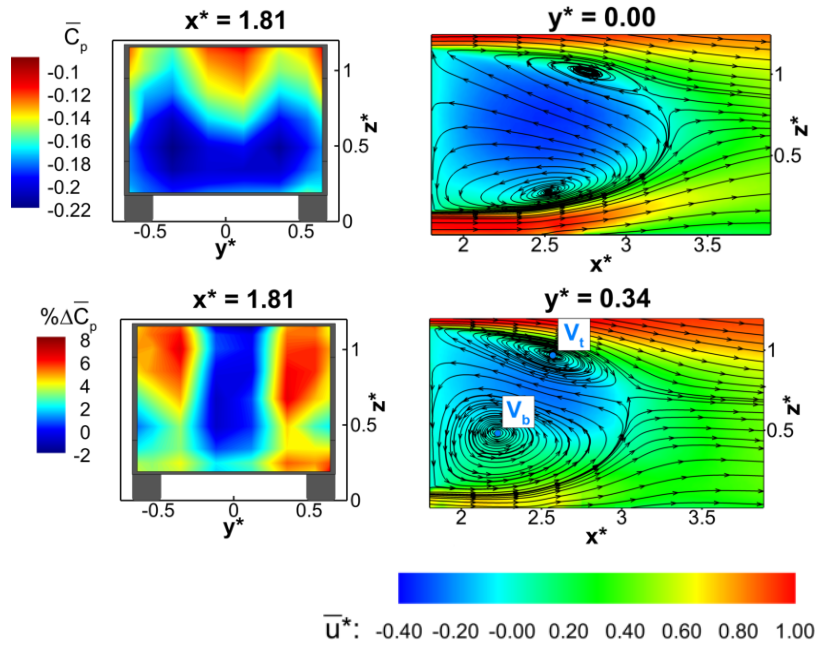 x* = 1.81
y* = 0.00
C̅p
-0.1
-0.12
-0.14
-0.16
-0.18
-0.2
-0.22
1
0.5
0
z*
-0.5
0
0.5
y*
1
0.5
z*
2
2.5
3
3.5
x*
x* = 1.81
y* = 0.34
%ΔC̅p
8
6
4
2
0
-2
1
0.5
0
z*
-0.5
0
0.5
y*
Vt
Vb
1
0.5
z*
2
2.5
3
3.5
x*
u̅*: -0.40 -0.20 -0.00 0.20 0.40 0.60 0.80 1.00